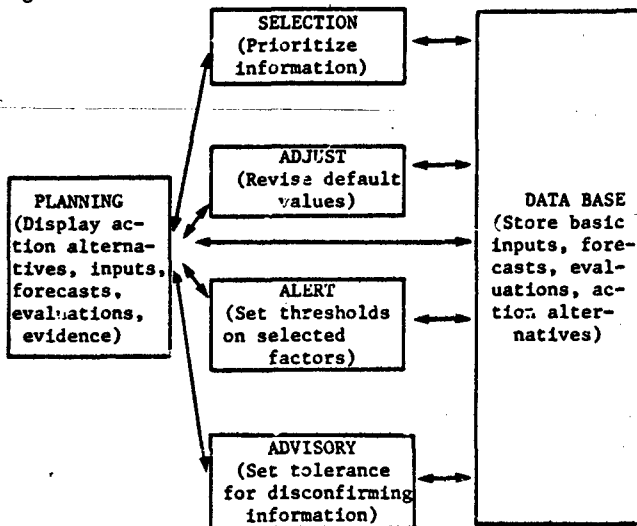 SELECTION
(Prioritize
information)
ADJUST
(Revise default
values)
PLANNING
(Display ac-
tion alterna-
tives, inputs,
forecasts,
evaluations,
evidence)
ALERT
(Set thresholds
on selected
factors)
ADVISORY
(Set tolerance
for disconfirming
information)
DATA BASE
(Store basic
inputs, fore-
casts, eval-
uations, ac-
tion alter-
natives)